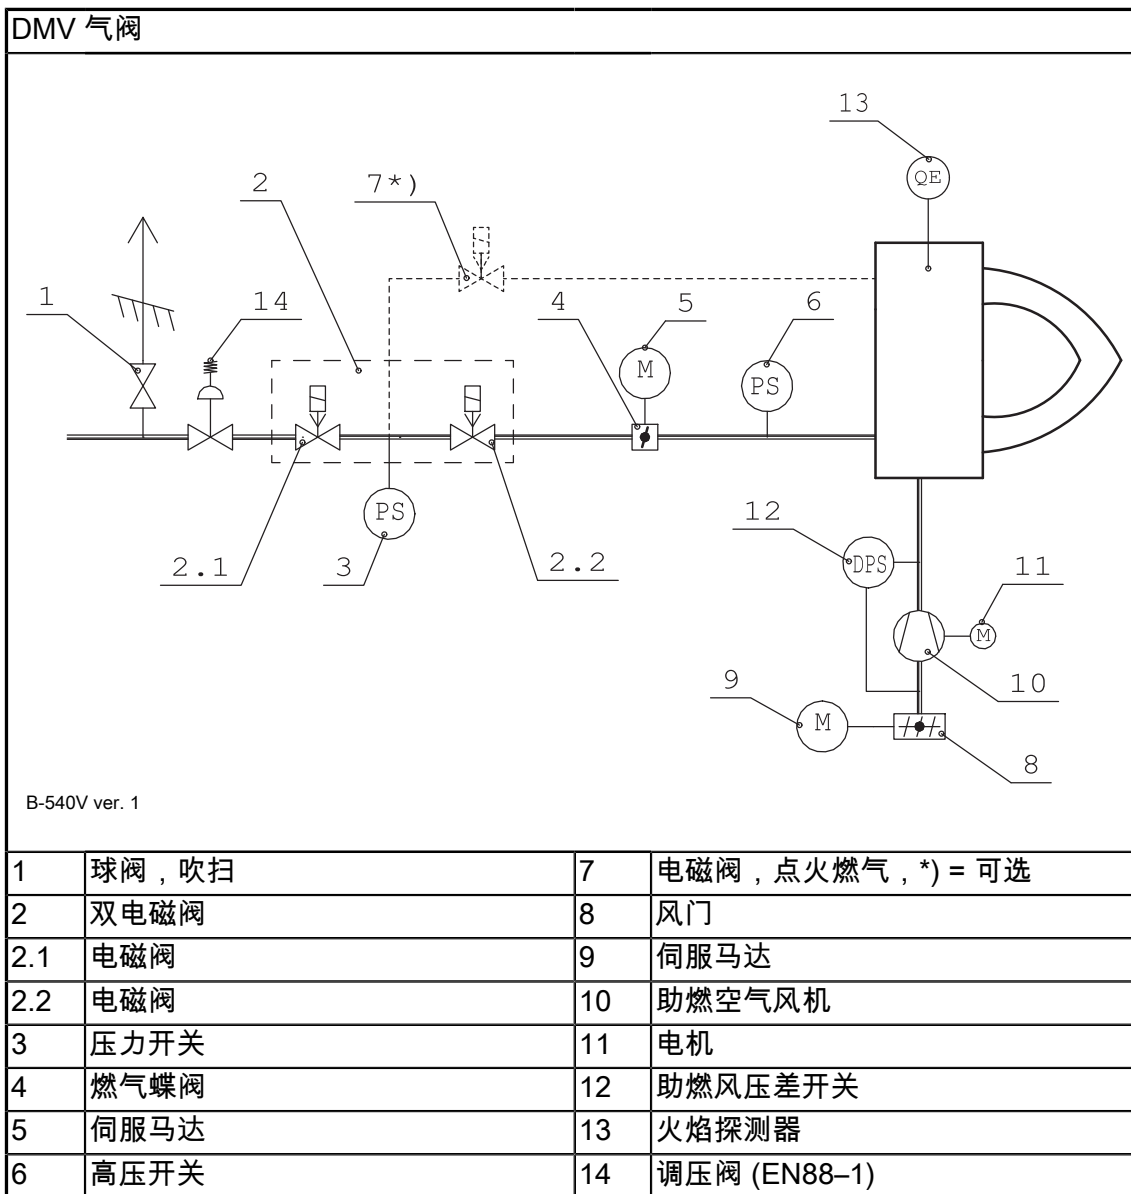 DMV 气阀
13
QE
2
7*)
1
14
4
5
6
M
PS
PS
12
2.1
3
2.2
DPS
11
M
9
10
M
8
B-540V ver. 1
1 球阀，吹扫 7 电磁阀，点火燃气，*) = 可选
2 双电磁阀 8 风门
2.1 电磁阀 9 伺服马达
2.2 电磁阀 10 助燃空气风机
3 压力开关 11 电机
4 燃气蝶阀 12 助燃风压差开关
5 伺服马达 13 火焰探测器
6 高压开关 14 调压阀 (EN88–1)